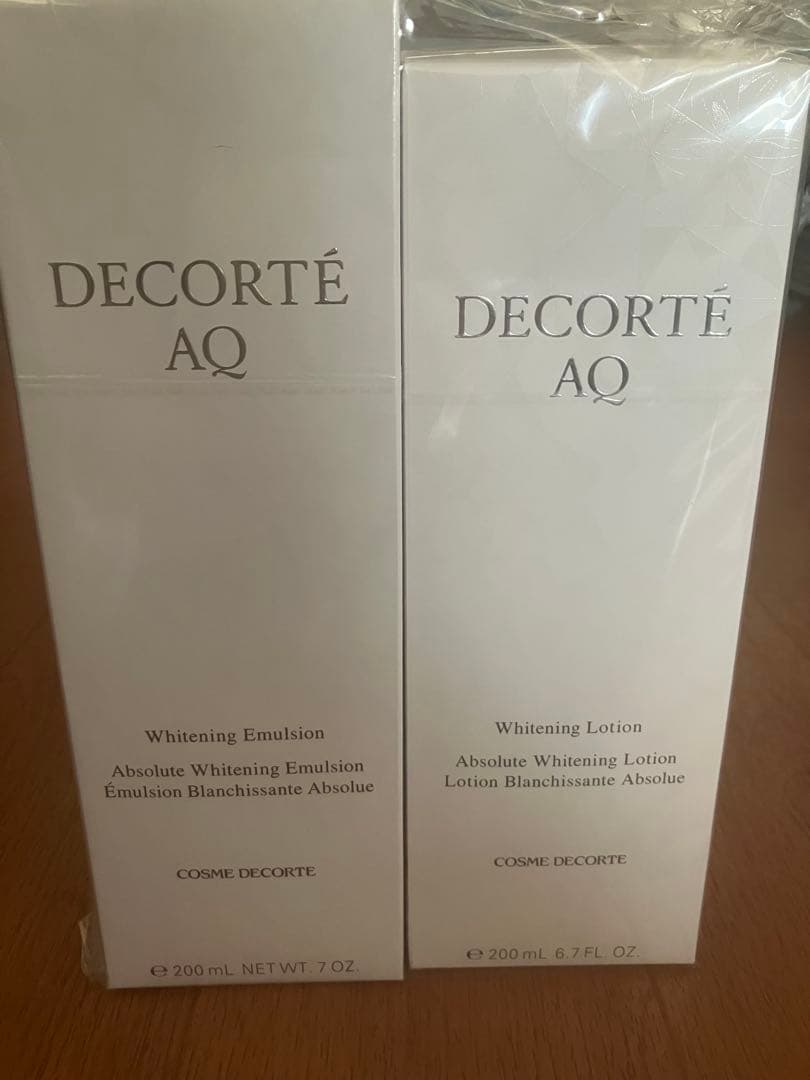 DECORTÉ
AQ
Whitening Emulsion
Absolute Whitening Emulsion
Émulsion Blanchissante Absolue
COSME DECORTE
℮ 200 mL NET WT. 7 OZ.
DECORTÉ
AQ
Whitening Lotion
Absolute Whitening Lotion
Lotion Blanchissante Absolue
COSME DECORTE
℮ 200 mL 6.7 FL. OZ.